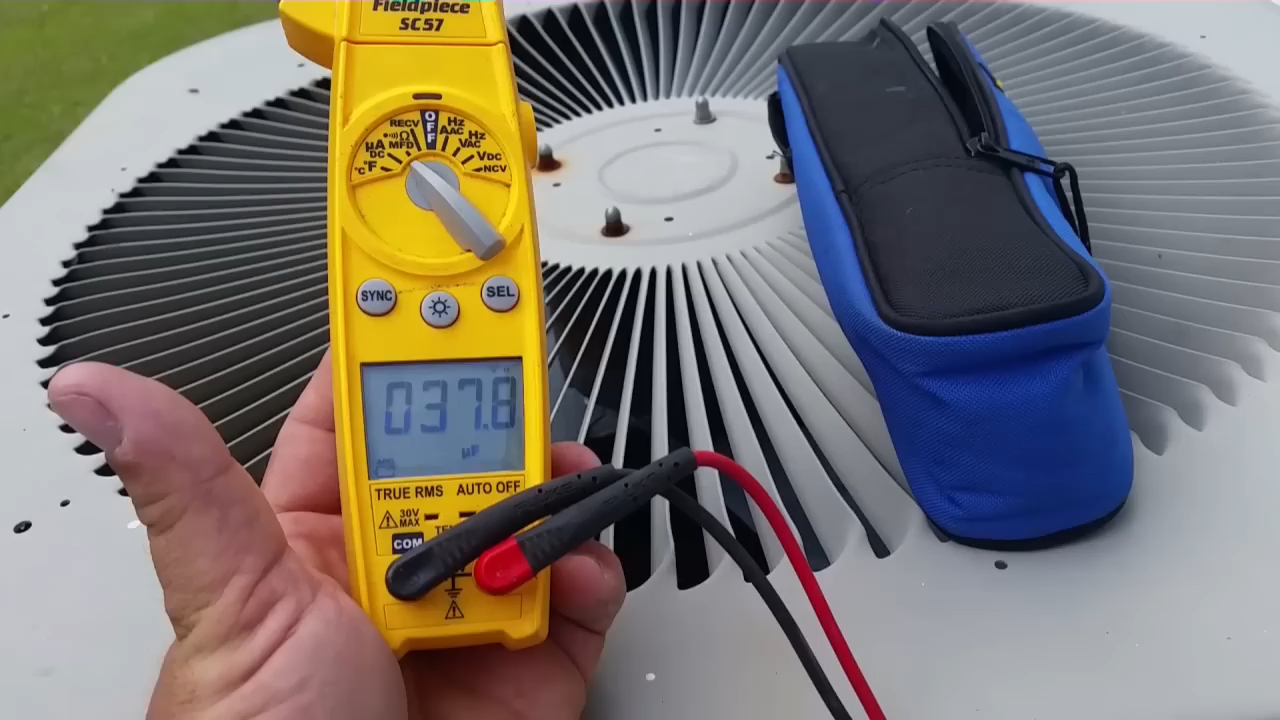 Fieldpiece
SC57
OFF
RECV
Ω
MFD
µA
DC
°C °F
Hz
AAC
Hz
VAC
VDC
NCV
SYNC
SEL
037.8
µF
TRUE RMS AUTO OFF
30V
MAX
COM